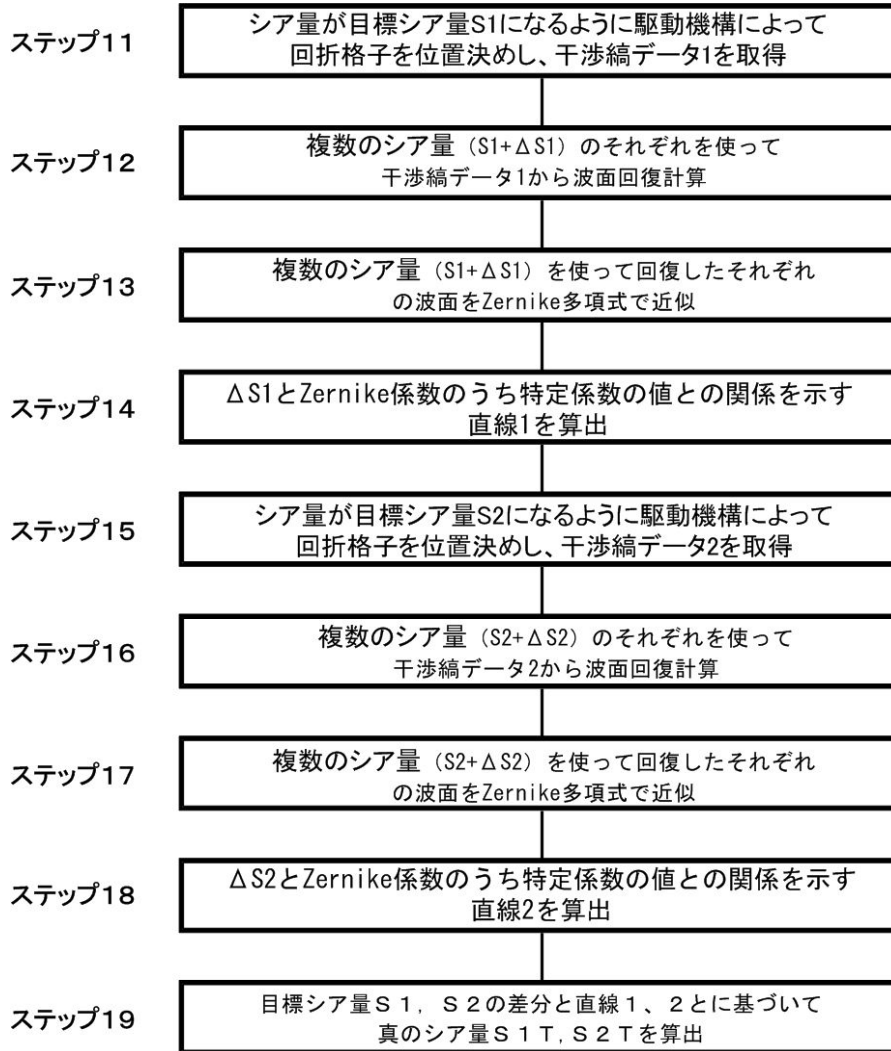 ステップ11
シア量が目標シア量S1になるように駆動機構によって
回折格子を位置決めし、干渉縞データ1を取得
ステップ12
複数のシア量（S1+ΔS1）のそれぞれを使って
干渉縞データ1から波面回復計算
ステップ13
複数のシア量（S1+ΔS1）を使って回復したそれぞれ
の波面をZernike多項式で近似
ステップ14
ΔS1とZernike係数のうち特定係数の値との関係を示す
直線1を算出
ステップ15
シア量が目標シア量S2になるように駆動機構によって
回折格子を位置決めし、干渉縞データ2を取得
ステップ16
複数のシア量（S2+ΔS2）のそれぞれを使って
干渉縞データ2から波面回復計算
ステップ17
複数のシア量（S2+ΔS2）を使って回復したそれぞれ
の波面をZernike多項式で近似
ステップ18
ΔS2とZernike係数のうち特定係数の値との関係を示す
直線2を算出
ステップ19
目標シア量Ｓ１，Ｓ２の差分と直線１、２とに基づいて
真のシア量Ｓ１Ｔ，Ｓ２Ｔを算出